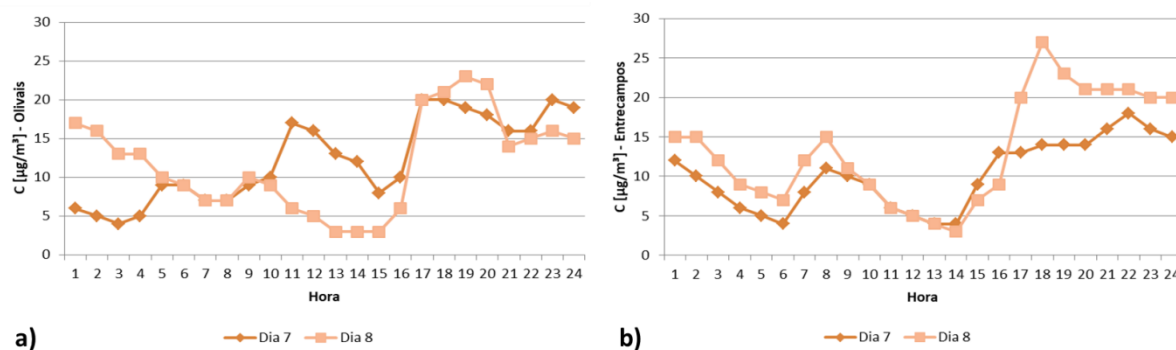 C [µg/m³] - Olivais
30
25
20
15
10
5
0
1 2 3 4 5 6 7 8 9 10 11 12 13 14 15 16 17 18 19 20 21 22 23 24
Hora
a)
Dia 7 Dia 8
C [µg/m³] - Entrecampos
30
25
20
15
10
5
0
1 2 3 4 5 6 7 8 9 10 11 12 13 14 15 16 17 18 19 20 21 22 23 24
Hora
b)
Dia 7 Dia 8